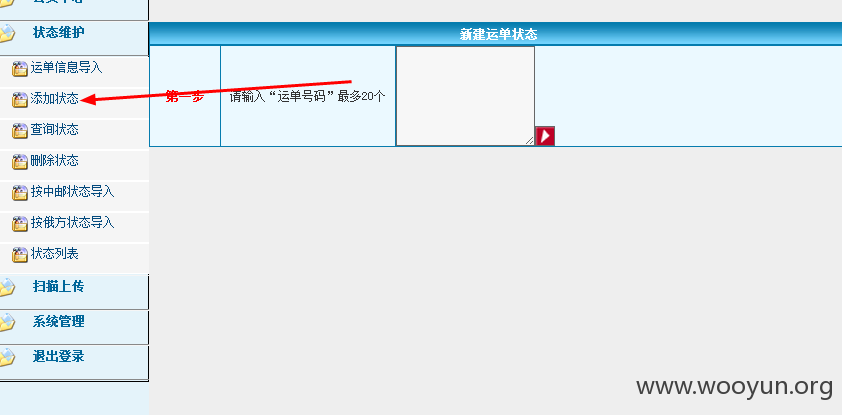 状态维护
运单信息导入
添加状态
查询状态
删除状态
按中邮状态导入
按俄方状态导入
状态列表
扫描上传
系统管理
退出登录
新建运单状态
第一步
请输入“运单号码”最多20个
www.wooyun.org